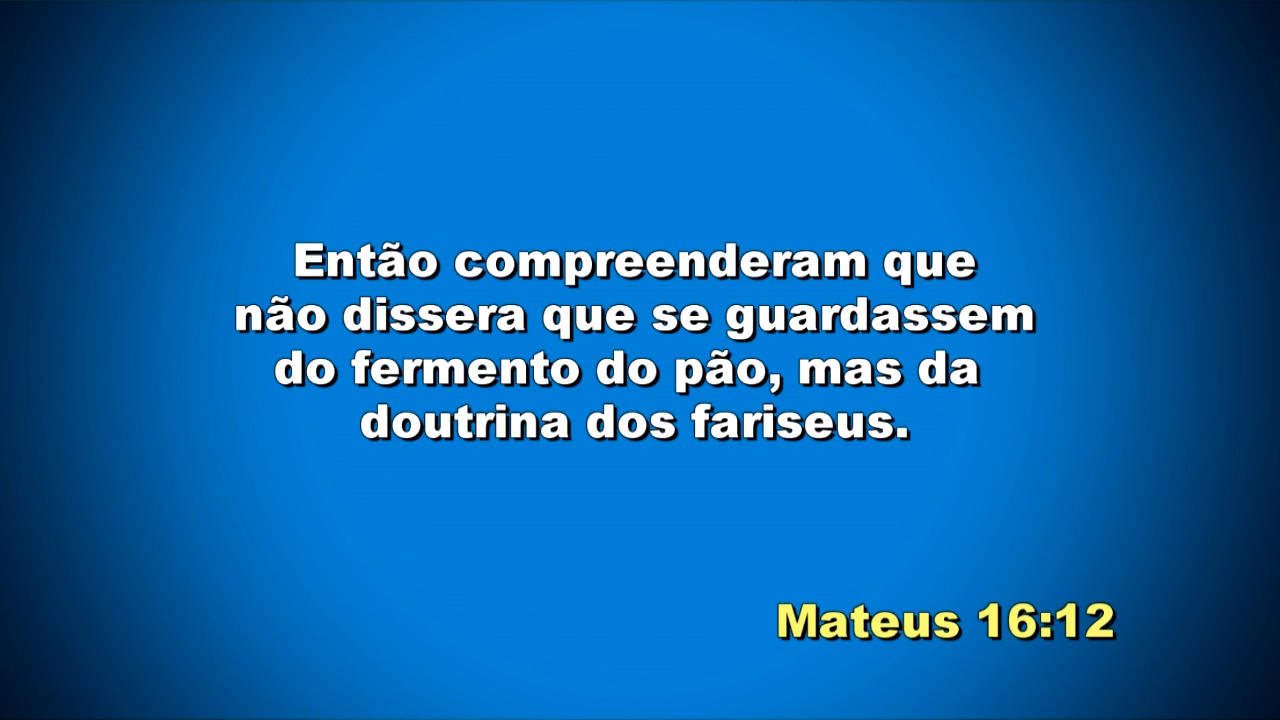 Então compreenderam que
não dissera que se guardassem
do fermento do pão, mas da
doutrina dos fariseus.
Mateus 16:12